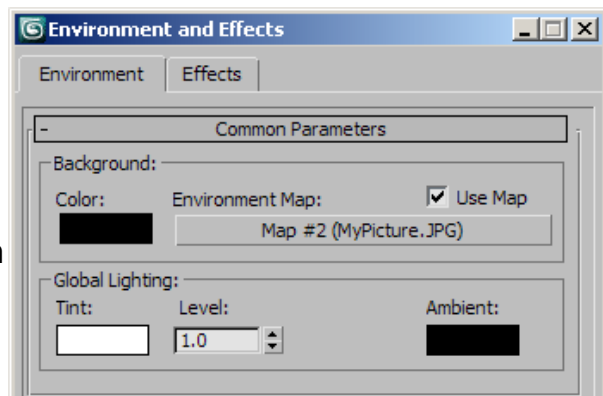 Environment and Effects
Environment Effects
- Common Parameters
Background:
Color: Environment Map: Use Map
Map #2 (MyPicture.JPG)
Global Lighting:
Tint: Level: Ambient:
1.0